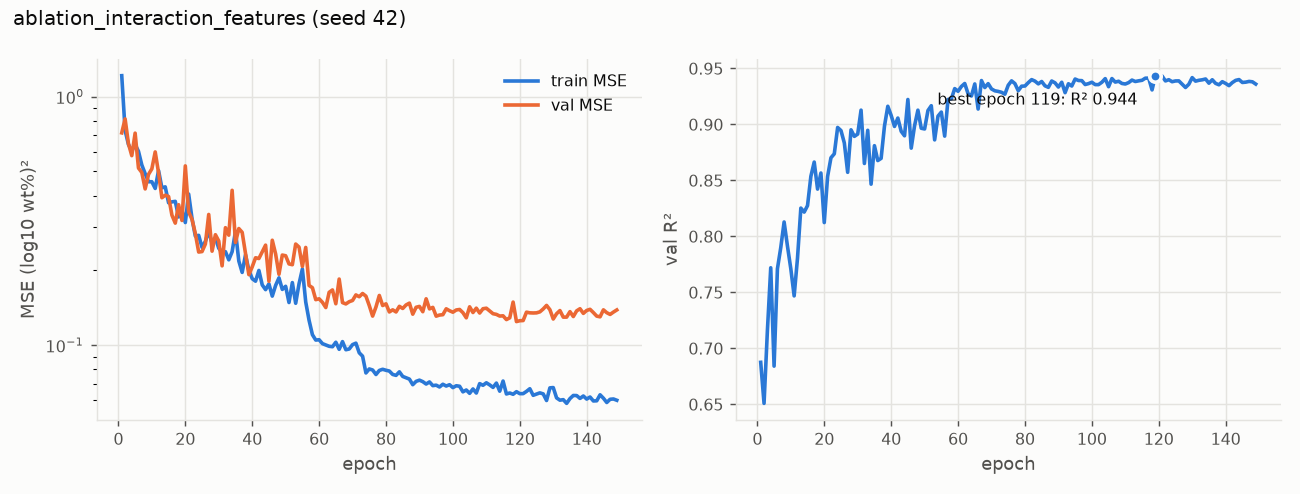 ablation_interaction_features (seed 42)
train MSE
val MSE
10⁰
10⁻¹
MSE (log10 wt%)²
0 20 40 60 80 100 120 140
epoch
0.95
0.90
0.85
0.80
0.75
0.70
0.65
val R²
best epoch 119: R² 0.944
0 20 40 60 80 100 120 140
epoch